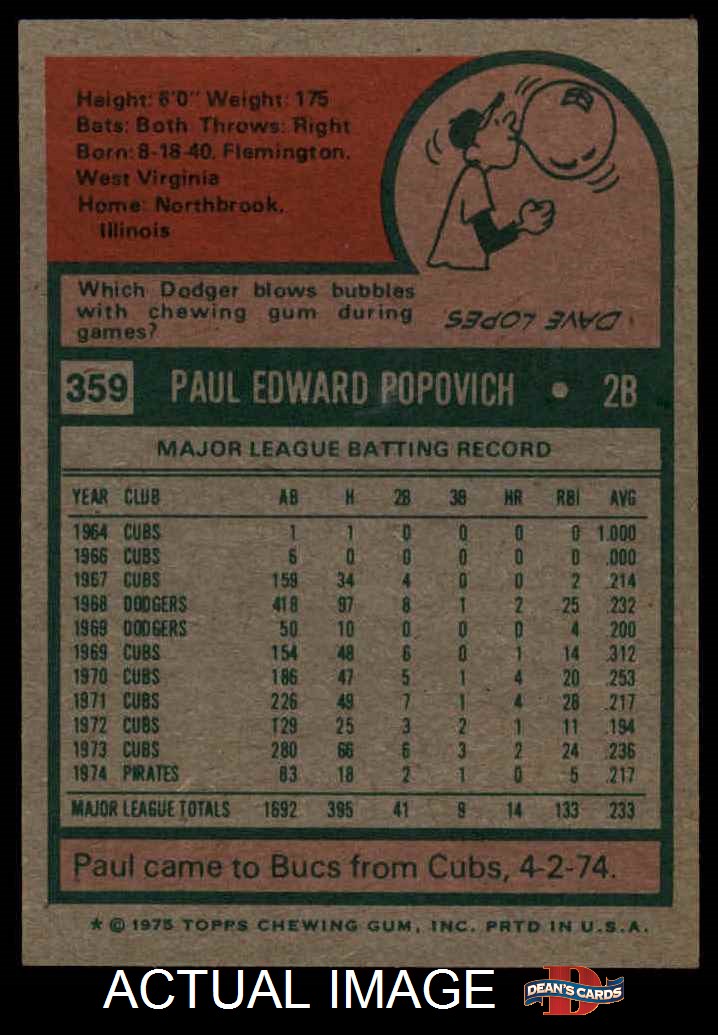 Height: 6'0" Weight: 175
Bats: Both Throws: Right
Born: 8-18-40, Flemington,
West Virginia
Home: Northbrook,
Illinois
Which Dodger blows bubbles
with chewing gum during
games?
DAVE LOPES
359 PAUL EDWARD POPOVICH • 2B
MAJOR LEAGUE BATTING RECORD
YEAR CLUB AB H 2B 3B HR RBI AVG
1964 CUBS 1 1 0 0 0 0 1.000
1966 CUBS 6 0 0 0 0 0 .000
1967 CUBS 159 34 4 0 0 2 .214
1968 DODGERS 418 97 8 1 2 25 .232
1969 DODGERS 50 10 0 0 0 4 .200
1969 CUBS 154 48 6 0 1 14 .312
1970 CUBS 186 47 5 1 4 20 .253
1971 CUBS 226 49 7 1 4 28 .217
1972 CUBS 129 25 3 2 1 11 .194
1973 CUBS 280 66 6 3 2 24 .236
1974 PIRATES 83 18 2 1 0 5 .217
MAJOR LEAGUE TOTALS 1692 395 41 9 14 133 .233
Paul came to Bucs from Cubs, 4-2-74.
* © 1975 TOPPS CHEWING GUM, INC. PRTD IN U.S.A.
ACTUAL IMAGE
D
DEAN'S CARDS